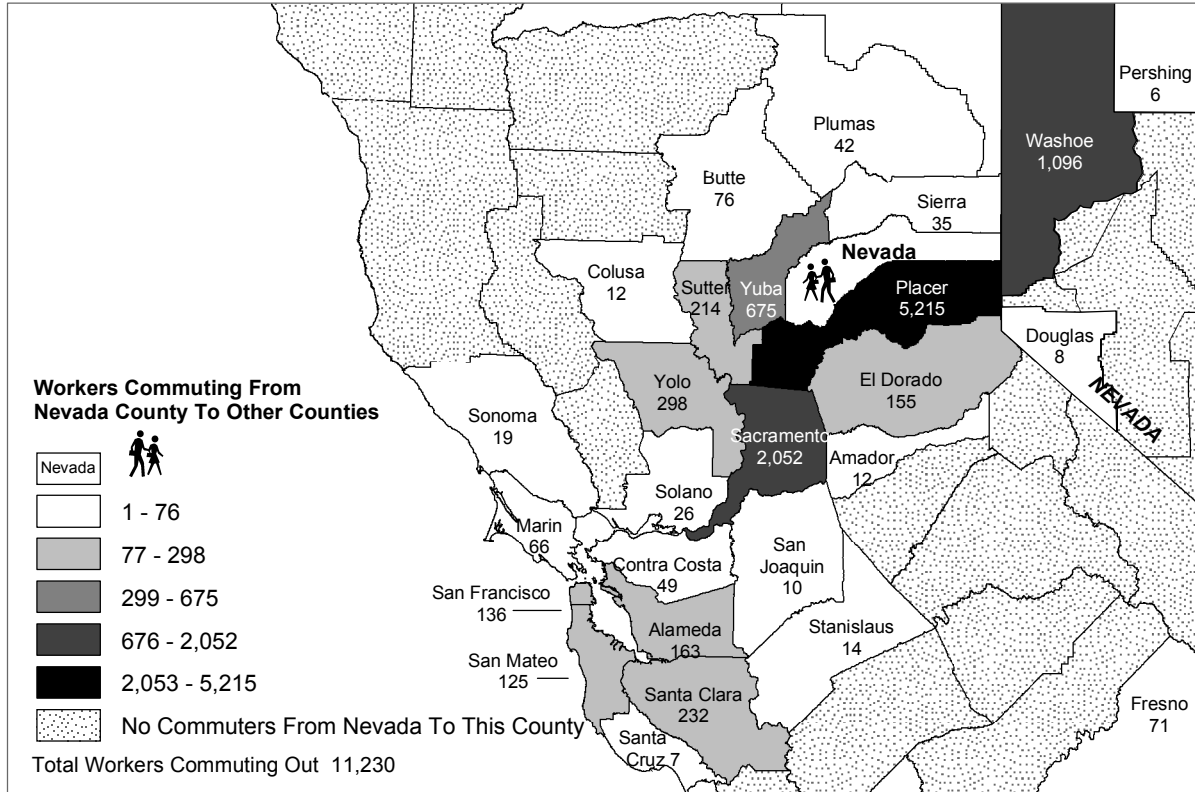 Pershing
6
Washoe
1,096
Plumas
42
Butte
76
Sierra
35
Nevada
Colusa
12
Sutter
214
Yuba
675
Placer
5,215
Douglas
8
NEVADA
El Dorado
155
Yolo
298
Sonoma
19
Sacramento
2,052
Amador
12
Solano
26
Marin
66
Contra Costa
49
San
Joaquin
10
San Francisco
136
Alameda
163
Stanislaus
14
San Mateo
125
Santa Clara
232
Fresno
71
Santa
Cruz 7
Workers Commuting From
Nevada County To Other Counties
Nevada
1 - 76
77 - 298
299 - 675
676 - 2,052
2,053 - 5,215
No Commuters From Nevada To This County
Total Workers Commuting Out 11,230